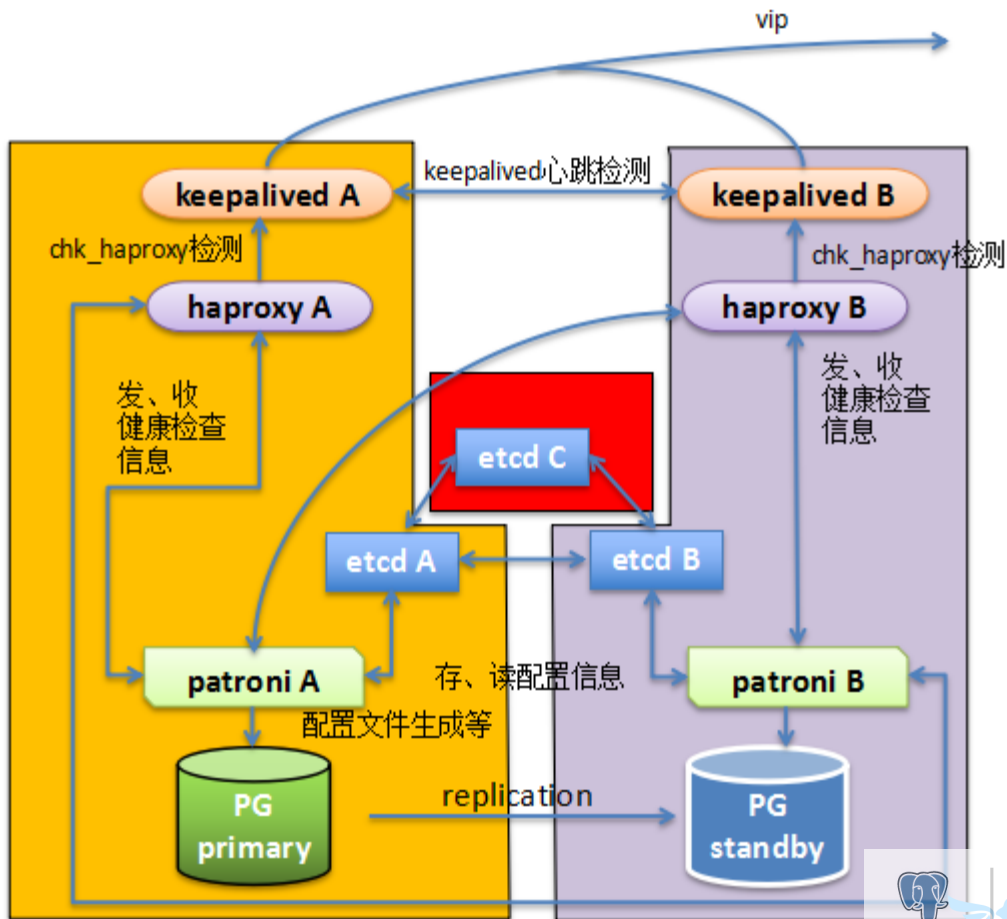 vip
keepalived心跳检测
keepalived A
keepalived B
chk_haproxy检测
chk_haproxy检测
haproxy A
haproxy B
发、收
健康检查
信息
发、收
健康检查
信息
etcd C
etcd A
etcd B
patroni A
存、读配置信息
patroni B
配置文件生成等
PG
primary
replication
PG
standby